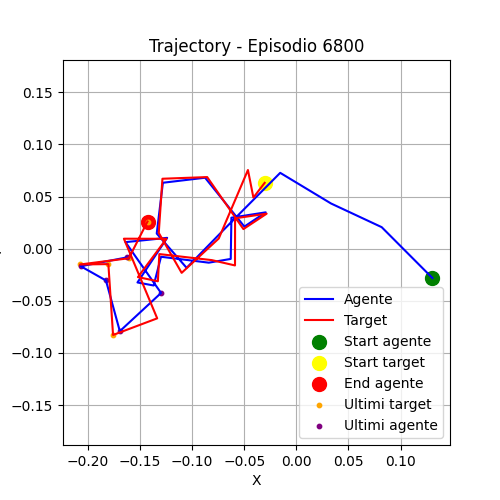 Trajectory - Episodio 6800
0.15
0.10
0.05
0.00
−0.05
−0.10
−0.15
Agente
Target
Start agente
Start target
End agente
Ultimi target
Ultimi agente
−0.20 −0.15 −0.10 −0.05 0.00 0.05 0.10
X